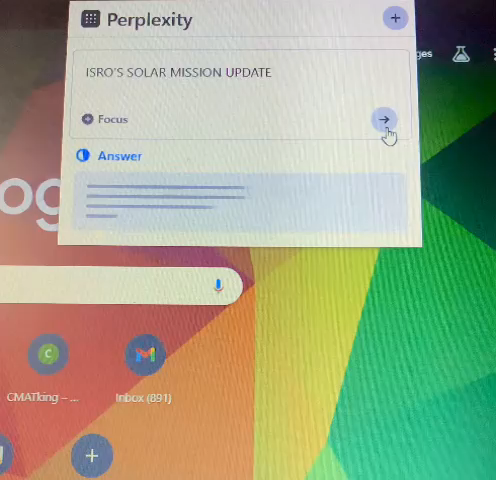 Perplexity
ges
ISRO'S SOLAR MISSION UPDATE
Focus
Answer
og
C
CMATking – ...
Inbox (891)